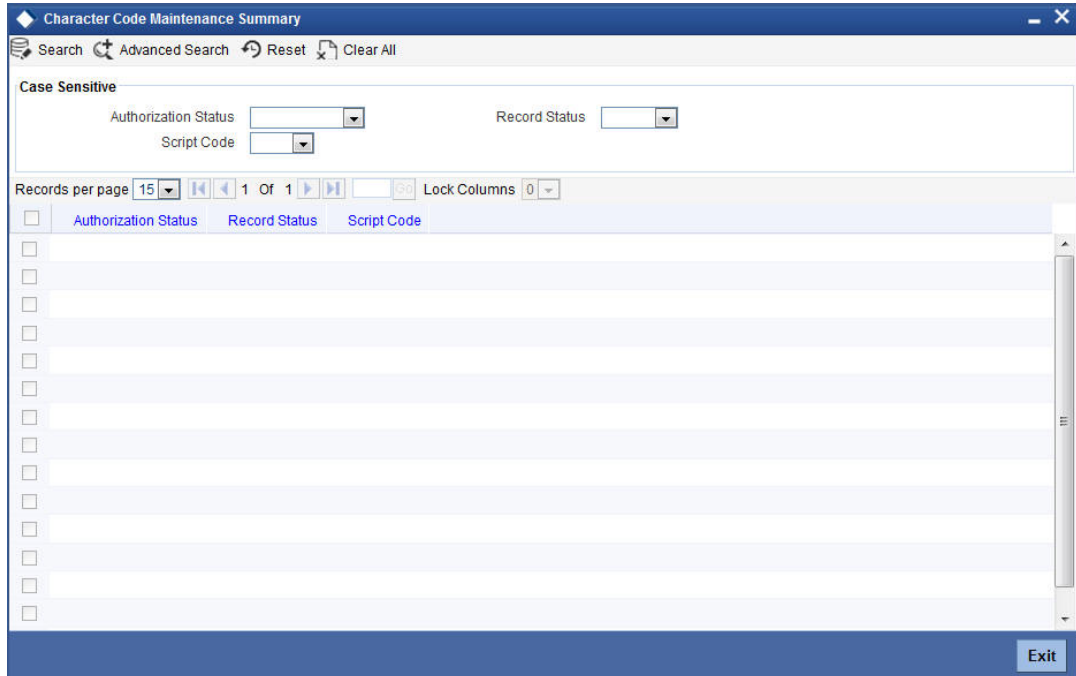 Character Code Maintenance Summary
Search Advanced Search Reset Clear All
Case Sensitive
Authorization Status Record Status
Script Code
Records per page 15 1 Of 1 Go Lock Columns 0
Authorization Status Record Status Script Code
Exit